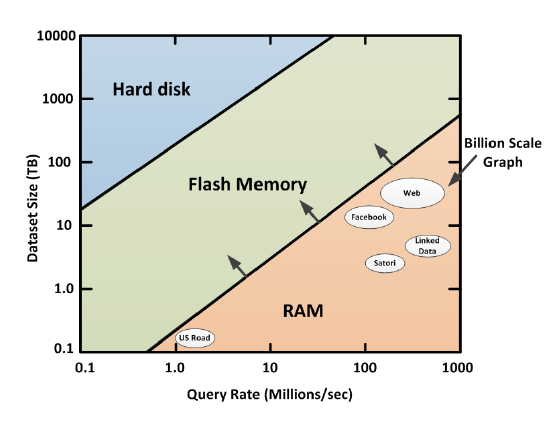 10000
1000
100
10
1.0
0.1
Dataset Size (TB)
Hard disk
Flash Memory
RAM
Billion Scale
Graph
Web
Facebook
Linked
Data
Satori
US Road
0.1
1.0
10
100
1000
Query Rate (Millions/sec)